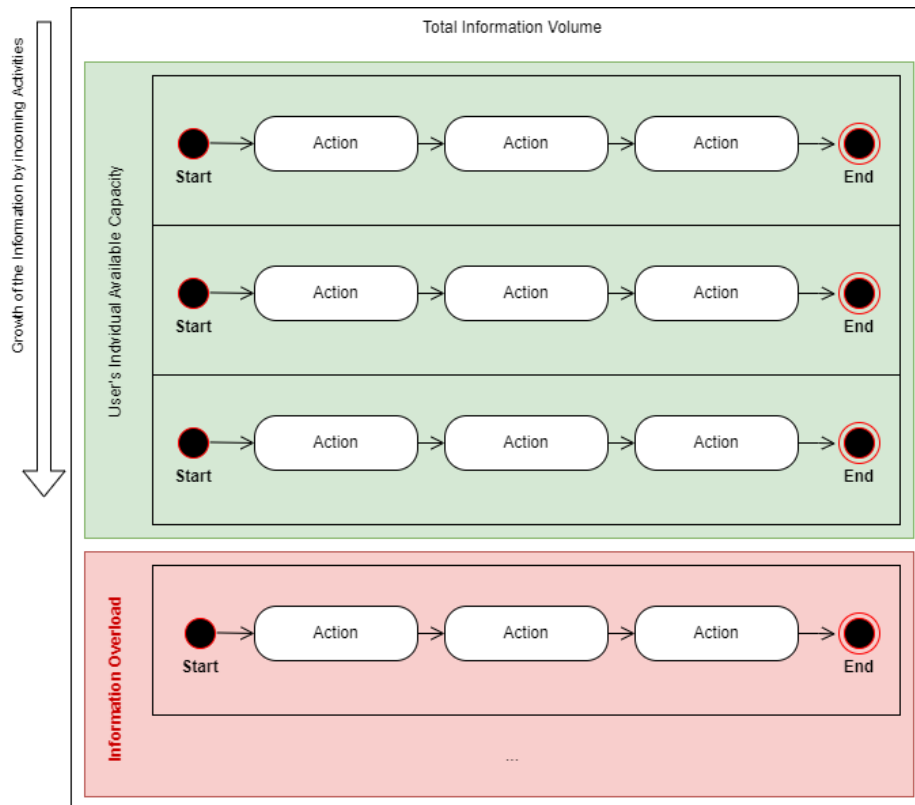 Total Information Volume
Growth of the Information by incoming Activities
User's Individual Available Capacity
Action Action Action
Start End
Action Action Action
Start End
Action Action Action
Start End
Information Overload
Action Action Action
Start End
...